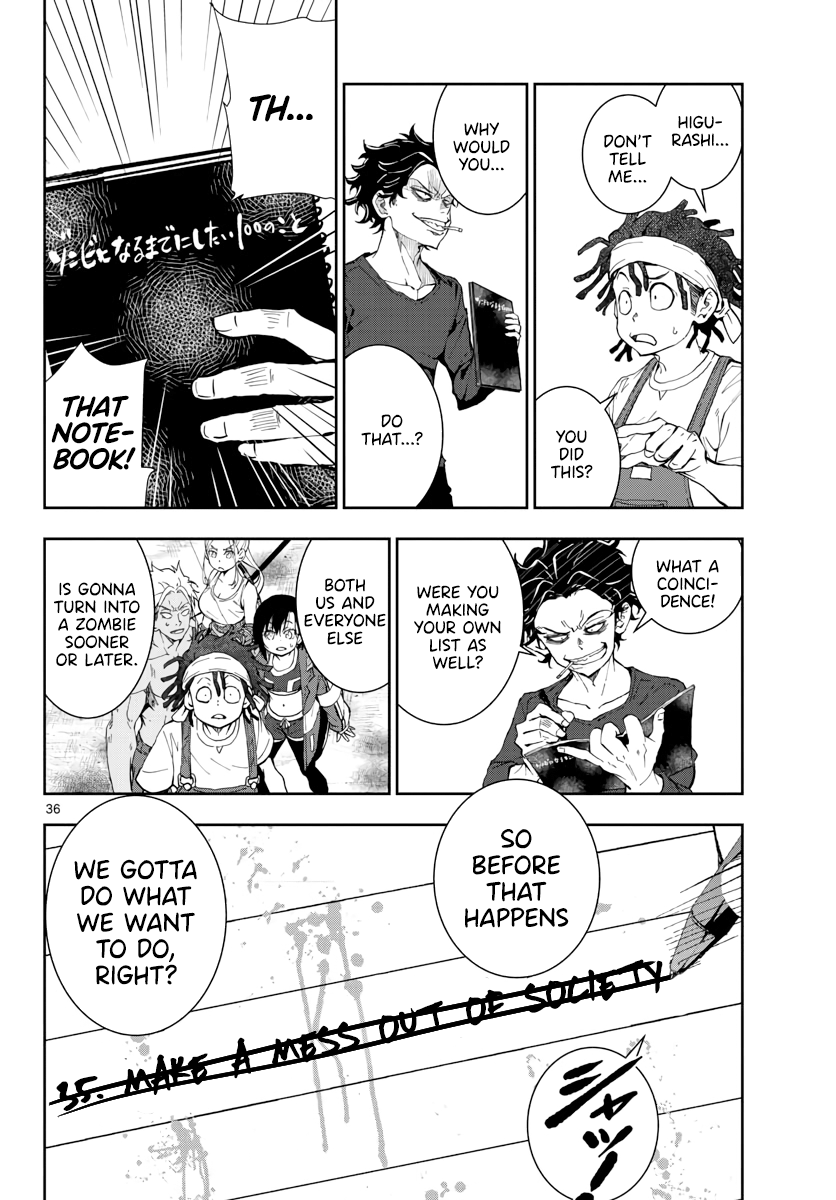 HIGU-
RASHI...
DON'T
TELL
ME...
YOU
DID
THIS?
WHY
WOULD
YOU...
DO
THAT...?
TH...
ゾンビになるまでにしたい100のこと
THAT
NOTE-
BOOK!
WHAT A
COINCI-
DENCE!
WERE YOU
MAKING
YOUR OWN
LIST AS
WELL?
BOTH
US AND
EVERYONE
ELSE
IS GONNA
TURN INTO
A ZOMBIE
SOONER
OR LATER.
36
SO
BEFORE
THAT
HAPPENS
WE GOTTA
DO WHAT
WE WANT
TO DO,
RIGHT?
35. MAKE A MESS OUT OF SOCIETY
シャッ